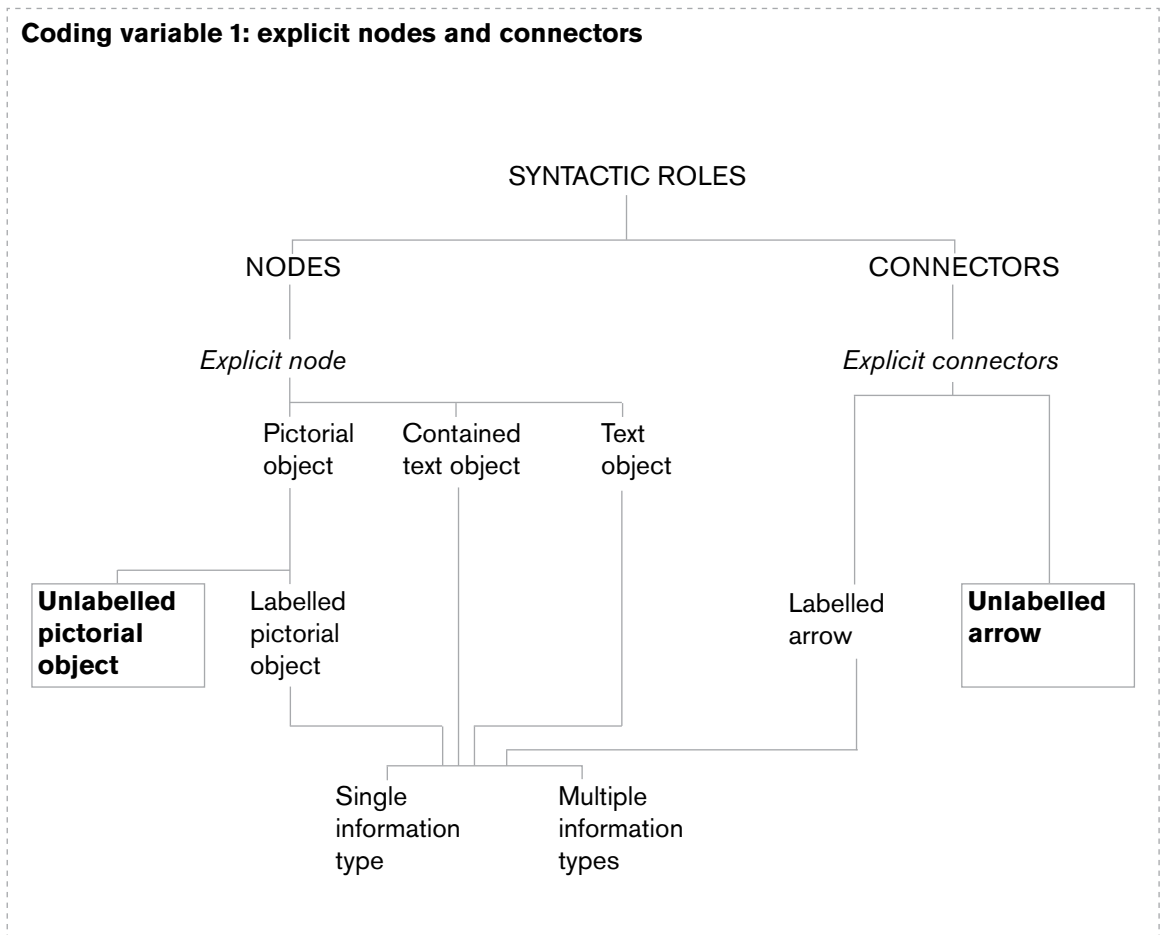 Coding variable 1: explicit nodes and connectors
SYNTACTIC ROLES
NODES
CONNECTORS
Explicit node
Explicit connectors
Pictorial
object
Contained
text object
Text
object
Unlabelled
pictorial
object
Labelled
pictorial
object
Labelled
arrow
Unlabelled
arrow
Single
information
type
Multiple
information
types